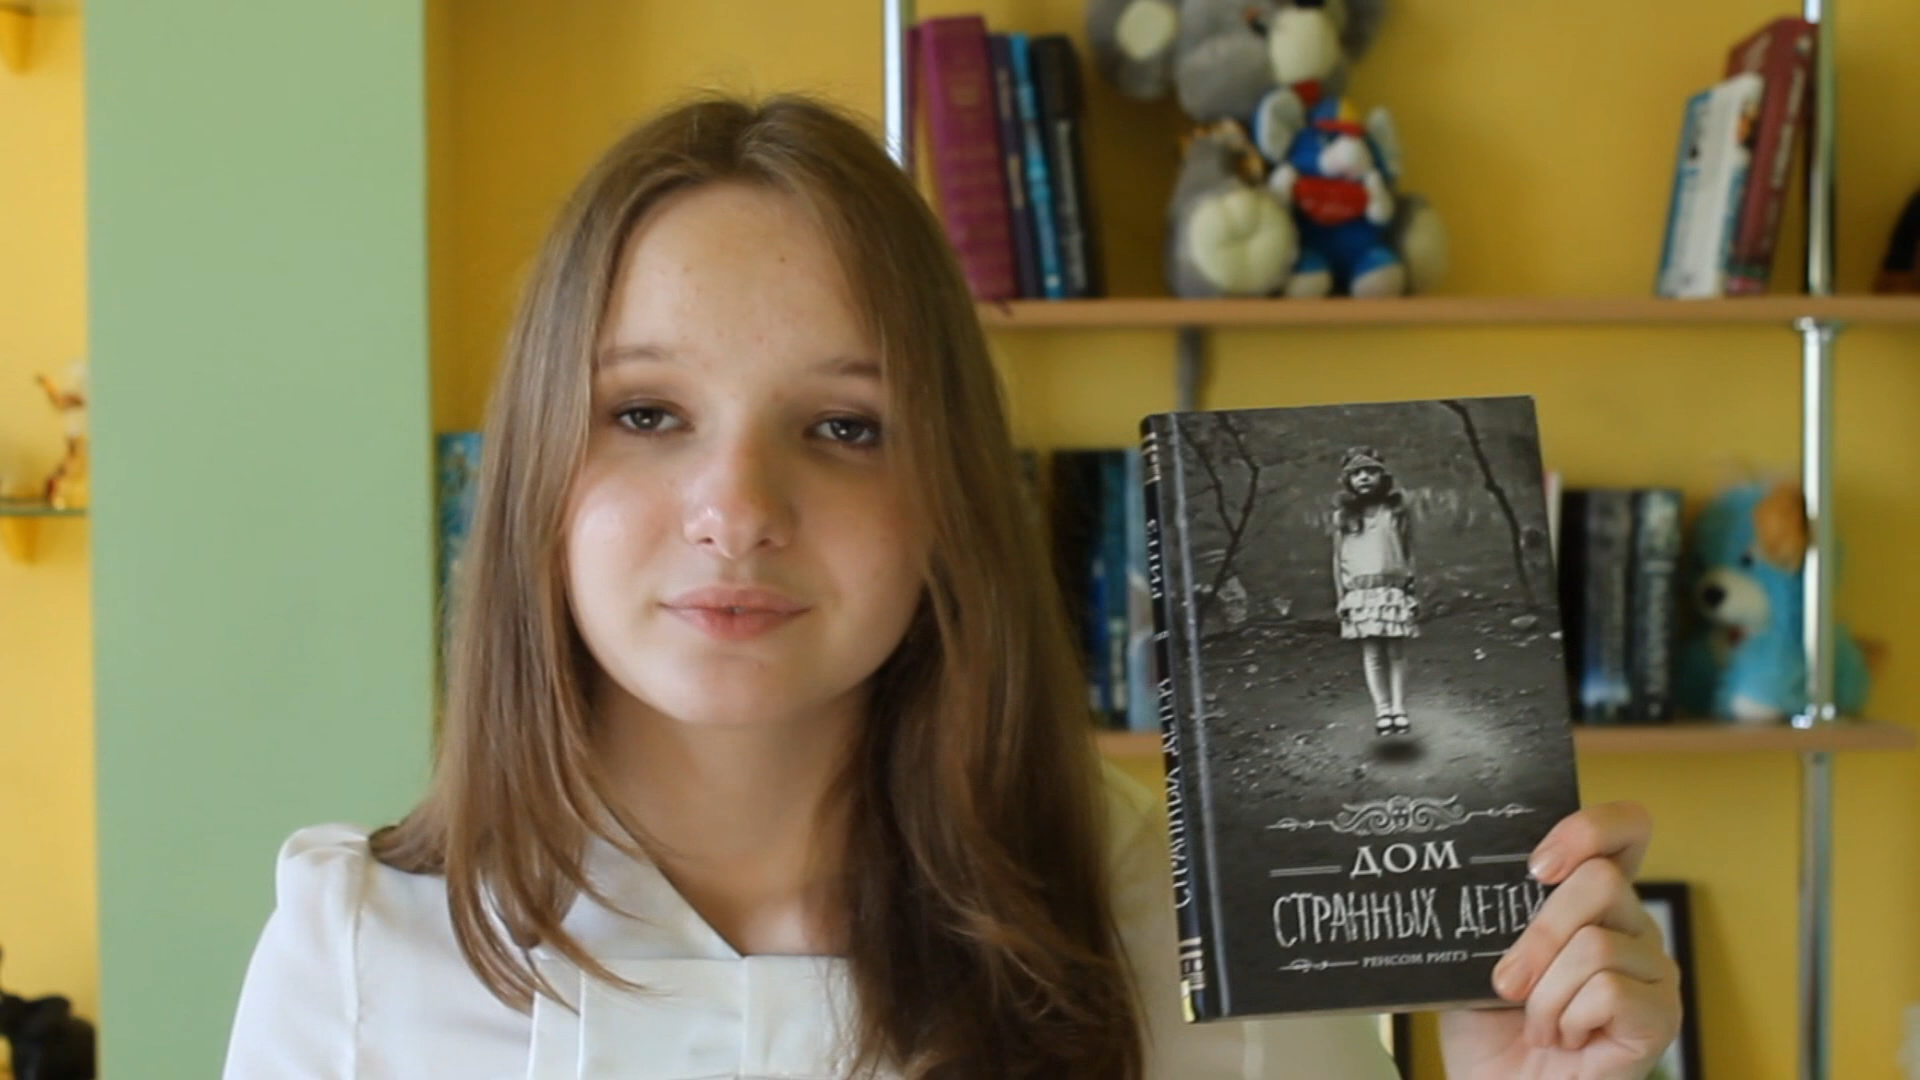 ДОМ
СТРАННЫХ ДЕТЕЙ
РЕНСОМ РИГГЗ
РИГГЗ
СТРАННЫХ ДЕТЕЙ